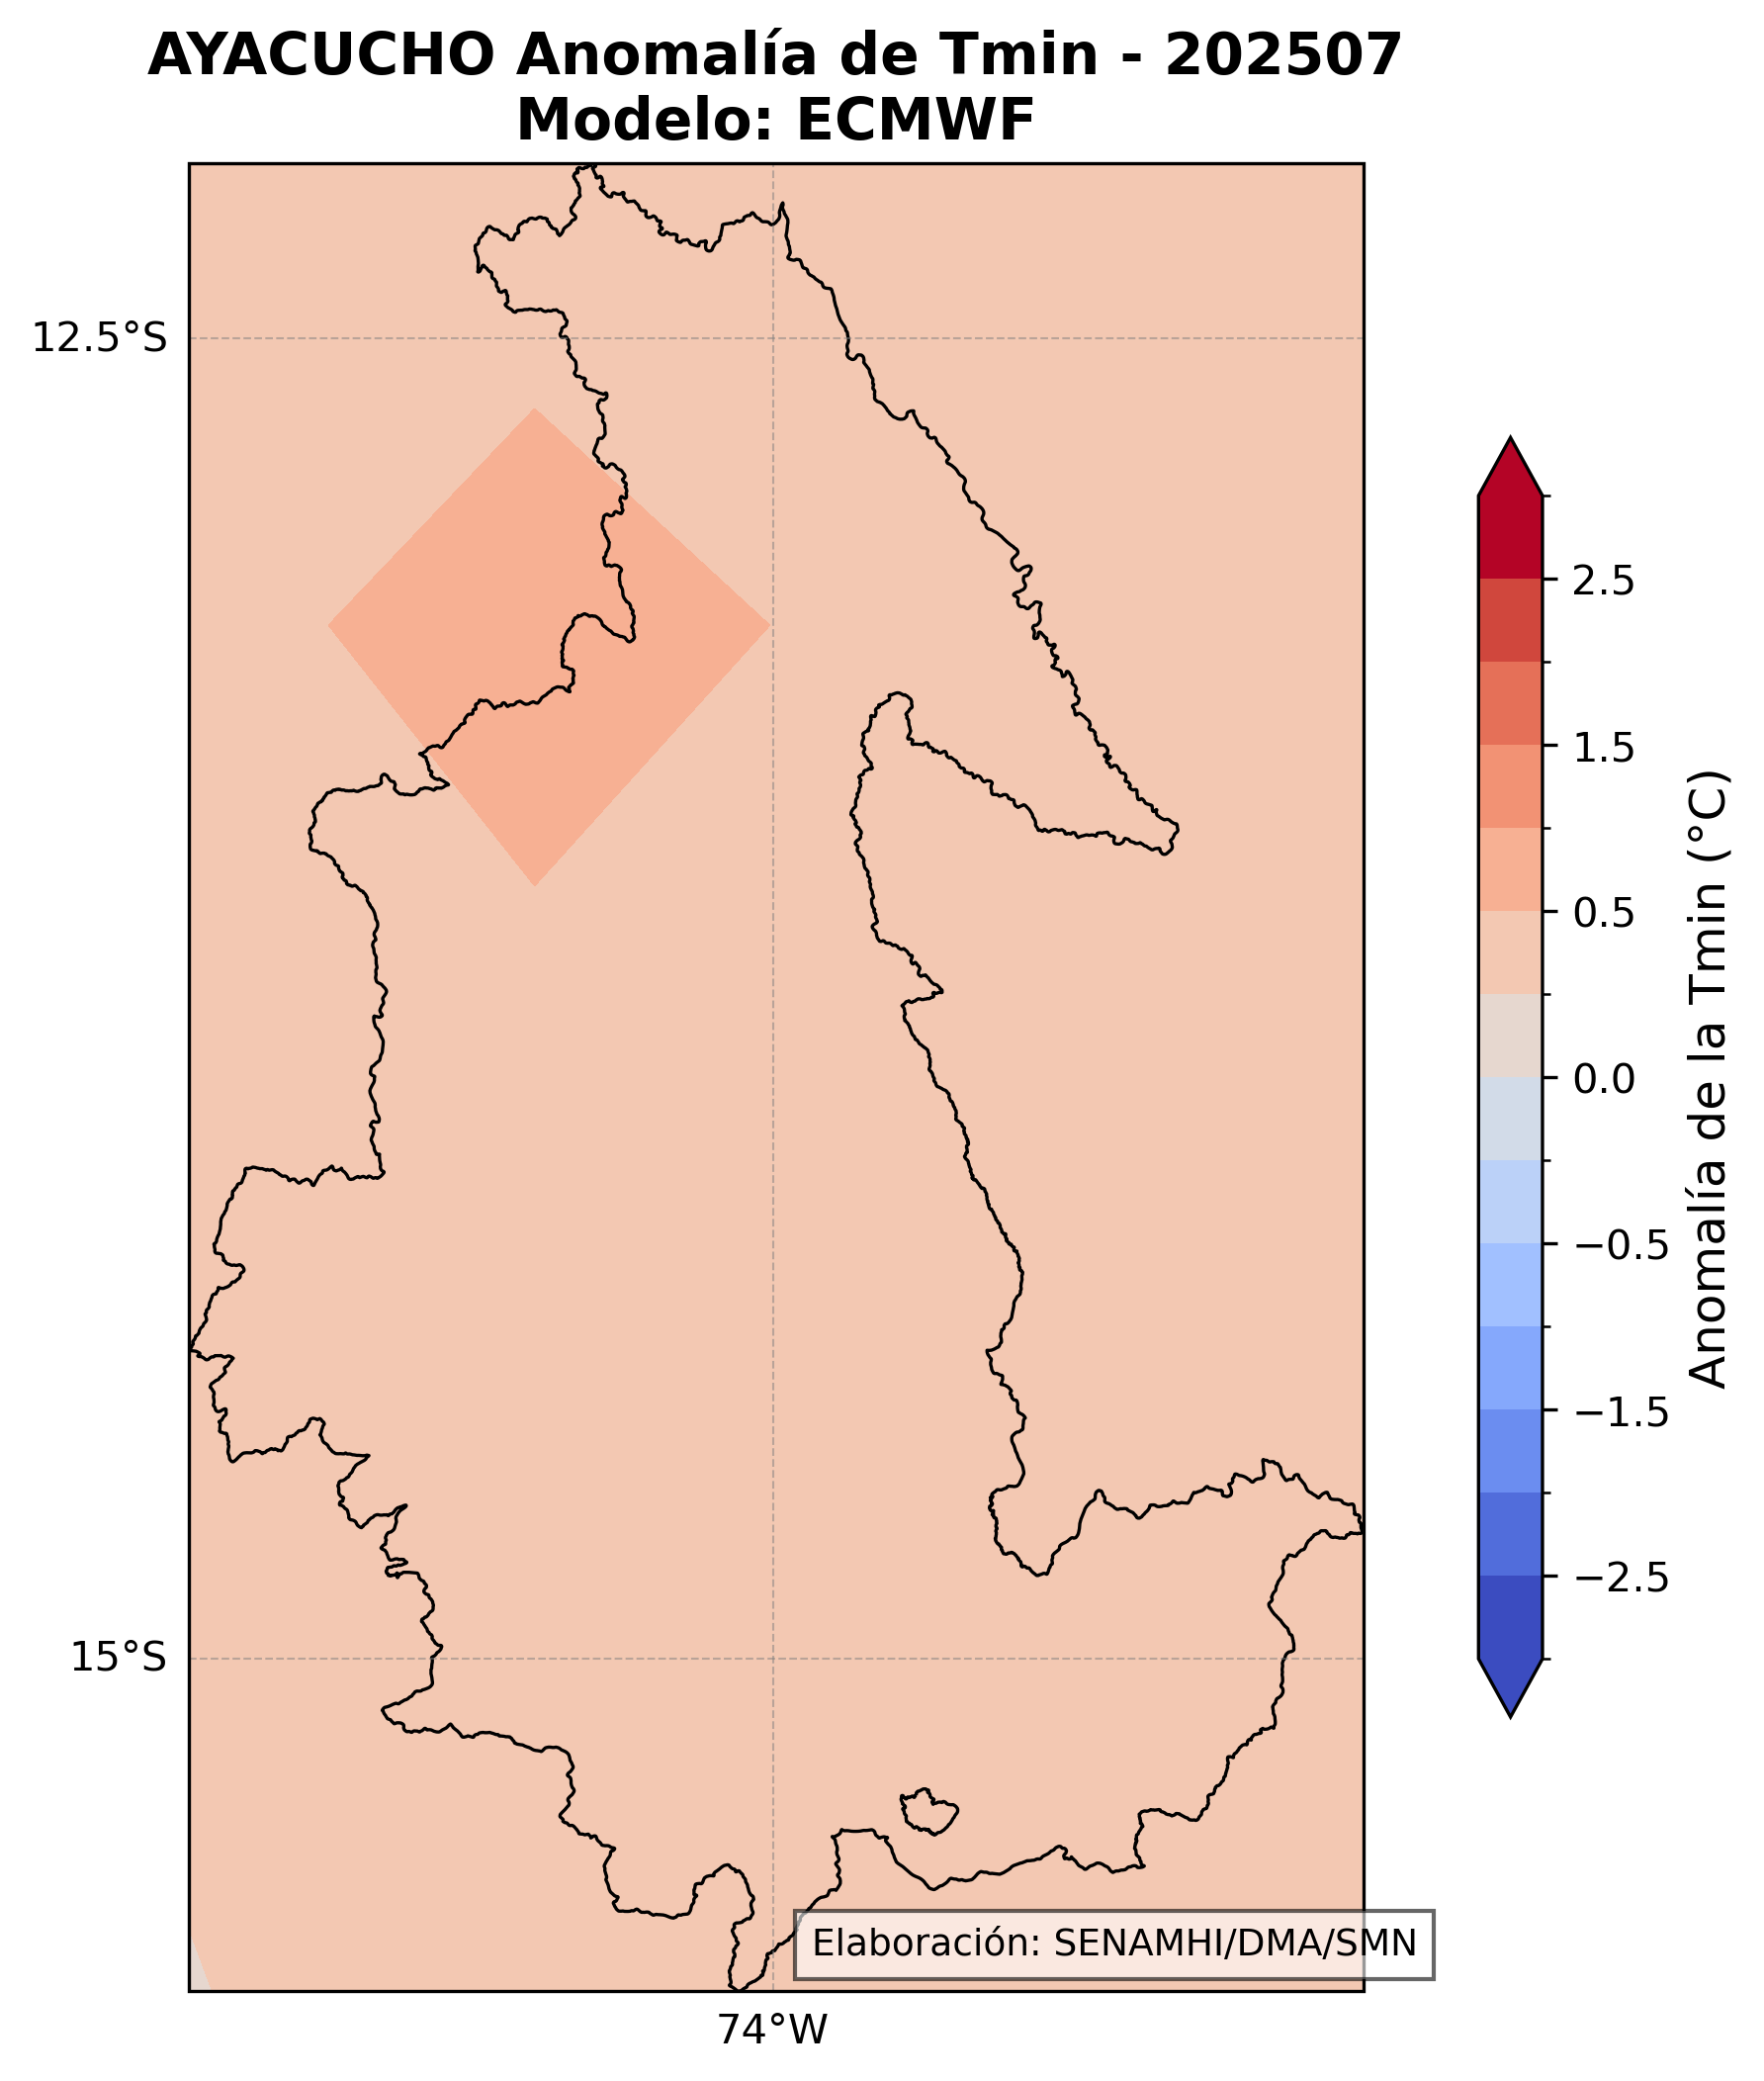 AYACUCHO Anomalía de Tmin - 202507
Modelo: ECMWF
12.5°S
15°S
74°W
2.5
1.5
0.5
0.0
−0.5
−1.5
−2.5
Anomalía de la Tmin (°C)
Elaboración: SENAMHI/DMA/SMN